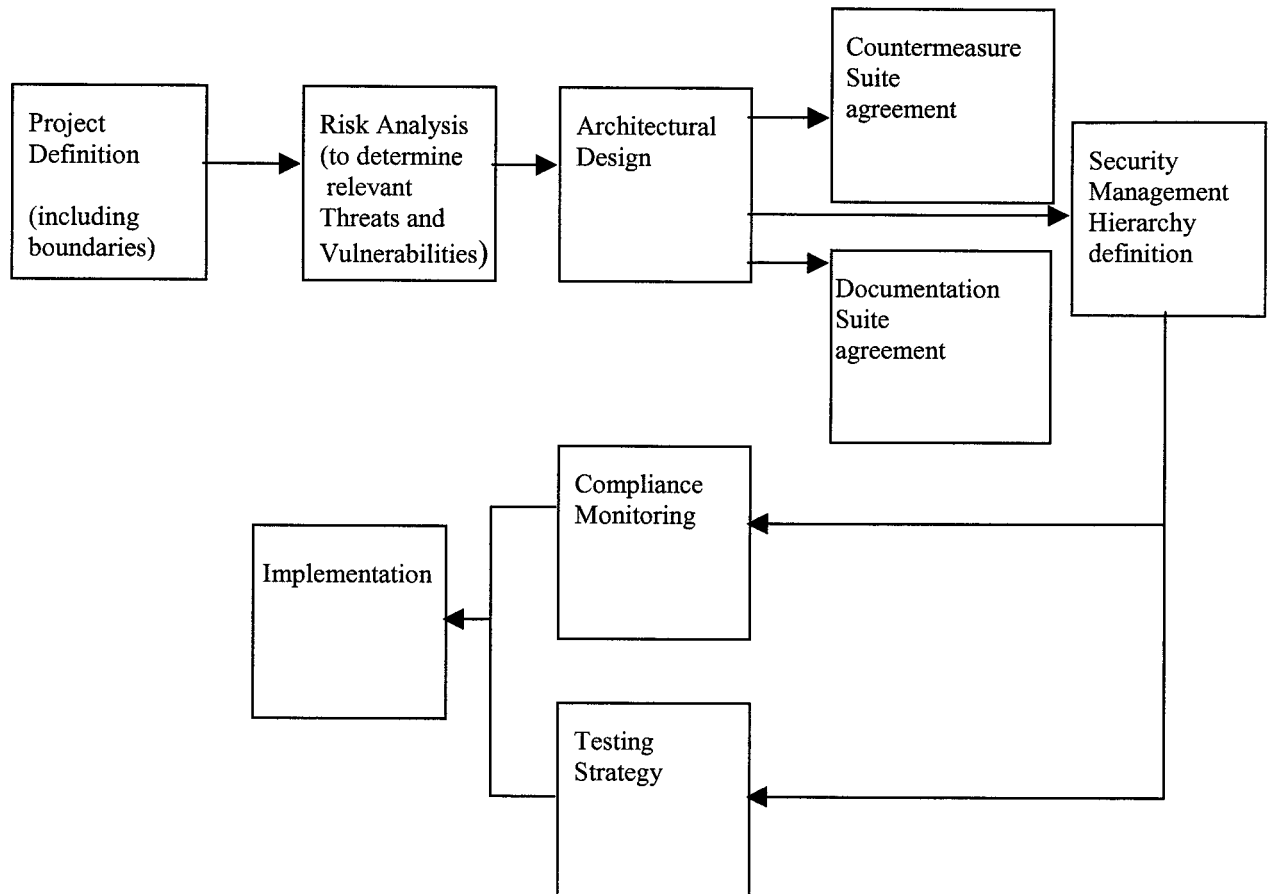 Project
Definition
(including
boundaries)
Risk Analysis
(to determine
relevant
Threats and
Vulnerabilities)
Architectural
Design
Countermeasure
Suite
agreement
Security
Management
Hierarchy
definition
Documentation
Suite
agreement
Compliance
Monitoring
Implementation
Testing
Strategy